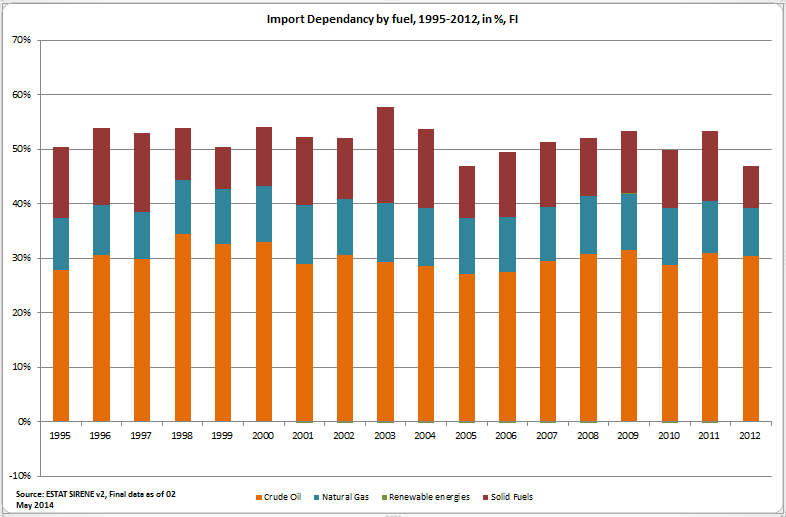 Import Dependancy by fuel, 1995-2012, in %, FI
70%
60%
50%
40%
30%
20%
10%
0%
1995 1996 1997 1998 1999 2000 2001 2002 2003 2004 2005 2006 2007 2008 2009 2010 2011 2012
-10%
Source: ESTAT SIRENE v2, Final data as of 02
May 2014
Crude Oil Natural Gas Renewable energies Solid Fuels